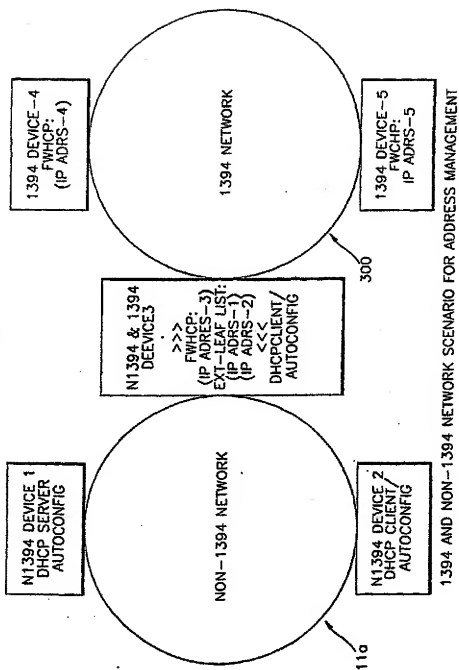 N1394 DEVICE 1
DHCP SERVER
AUTOCONFIG
NON-1394 NETWORK
N1394 DEVICE 2
DHCP CLIENT/
AUTOCONFIG
11a
N1394 & 1394
DEEVICE3
>>>
FWHCP:
(IP ADRES-3)
EXT-LEAF LIST:
(IP ADRS-1)
(IP ADRS-2)
<<<
DHCPCLIENT/
AUTOCONFIG
1394 DEVICE-4
FWHCP:
(IP ADRS-4)
1394 NETWORK
1394 DEVICE-5
FWCHP:
IP ADRS-5
300
1394 AND NON-1394 NETWORK SCENARIO FOR ADDRESS MANAGEMENT